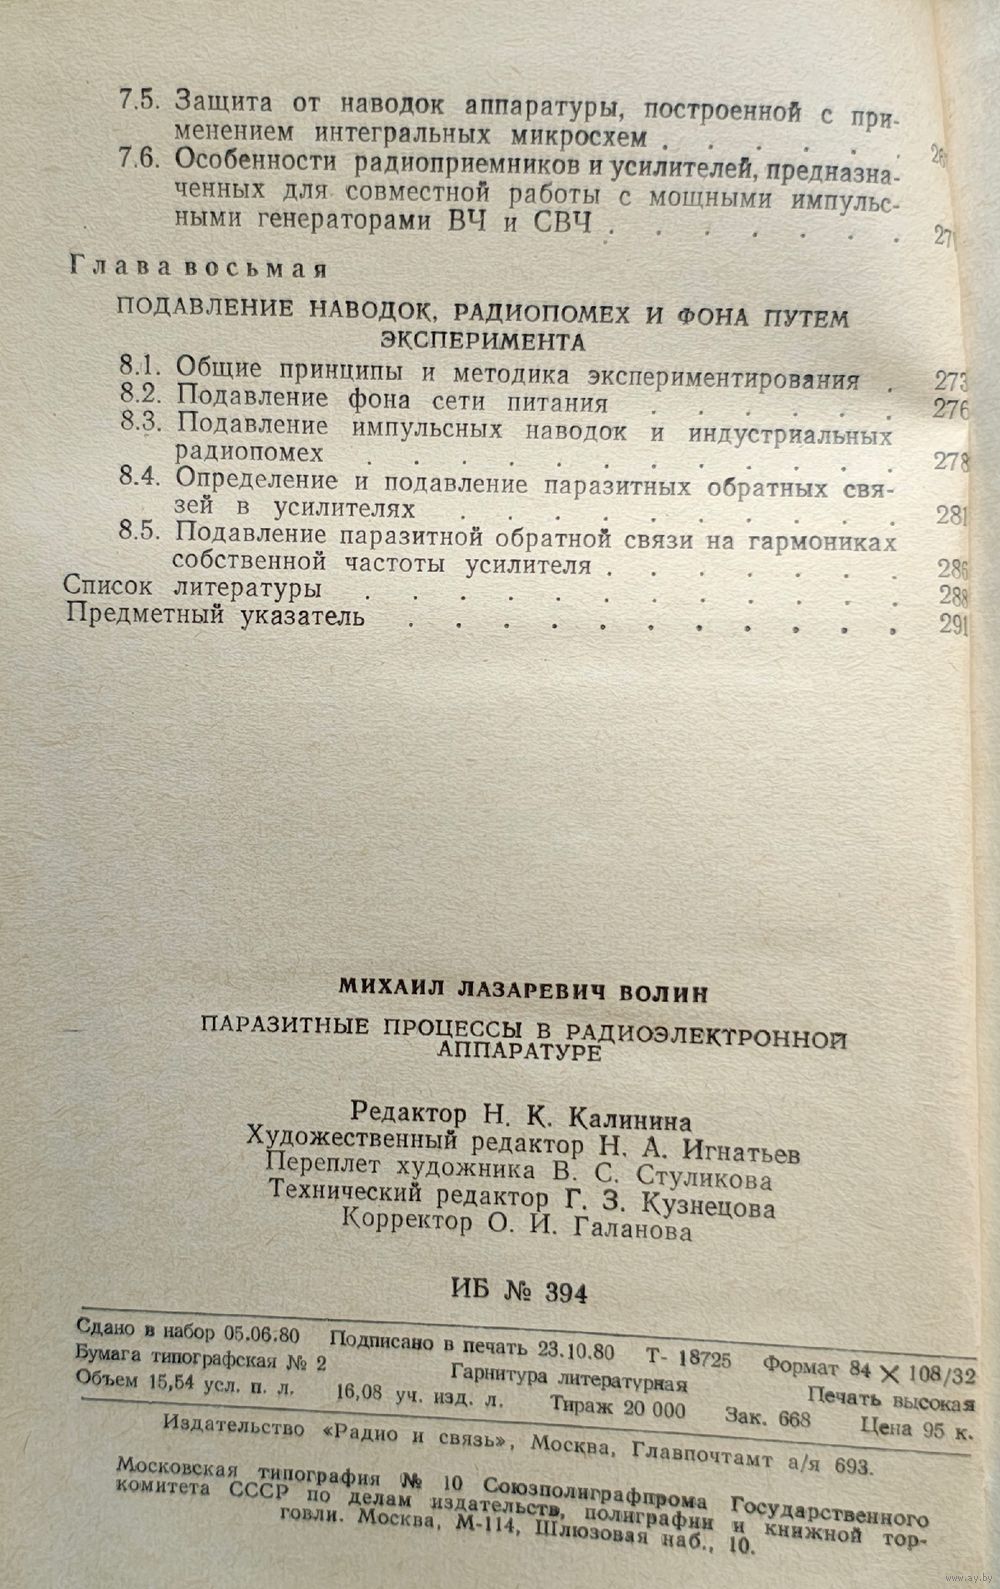 7.5. Защита от наводок аппаратуры, построенной с при-
менением интегральных микросхем . . . . . .
7.6. Особенности радиоприемников и усилителей, предназна-
ченных для совместной работы с мощными импульс-
ными генераторами ВЧ и СВЧ . . . . . . .
Глава восьмая
ПОДАВЛЕНИЕ НАВОДОК, РАДИОПОМЕХ И ФОНА ПУТЕМ
ЭКСПЕРИМЕНТА
8.1. Общие принципы и методика экспериментирования . 273
8.2. Подавление фона сети питания . . . . . . 276
8.3. Подавление импульсных наводок и индустриальных
радиопомех . . . . . . . . . . . . 278
8.4. Определение и подавление паразитных обратных свя-
зей в усилителях . . . . . . . . . . 281
8.5. Подавление паразитной обратной связи на гармониках
собственной частоты усилителя . . . . . . . 286
Список литературы . . . . . . . . . . . . 288
Предметный указатель . . . . . . . . . . . 291
МИХАИЛ ЛАЗАРЕВИЧ ВОЛИН
ПАРАЗИТНЫЕ ПРОЦЕССЫ В РАДИОЭЛЕКТРОННОЙ
АППАРАТУРЕ
Редактор Н. К. Калинина
Художественный редактор Н. А. Игнатьев
Переплет художника В. С. Стуликова
Технический редактор Г. З. Кузнецова
Корректор О. И. Галанова
ИБ № 394
Сдано в набор 05.06.80 Подписано в печать 23.10.80 Т- 18725 Формат 84 × 108/32
Бумага типографская № 2 Гарнитура литературная Печать высокая
Объем 15,54 усл. п. л. 16,08 уч. изд. л. Тираж 20 000 Зак. 668 Цена 95 к.
Издательство «Радио и связь», Москва, Главпочтамт а/я 693.
Московская типография № 10 Союзполиграфпрома Государственного
комитета СССР по делам издательств, полиграфии и книжной тор-
говли. Москва, М-114, Шлюзовая наб., 10.
www.ay.by